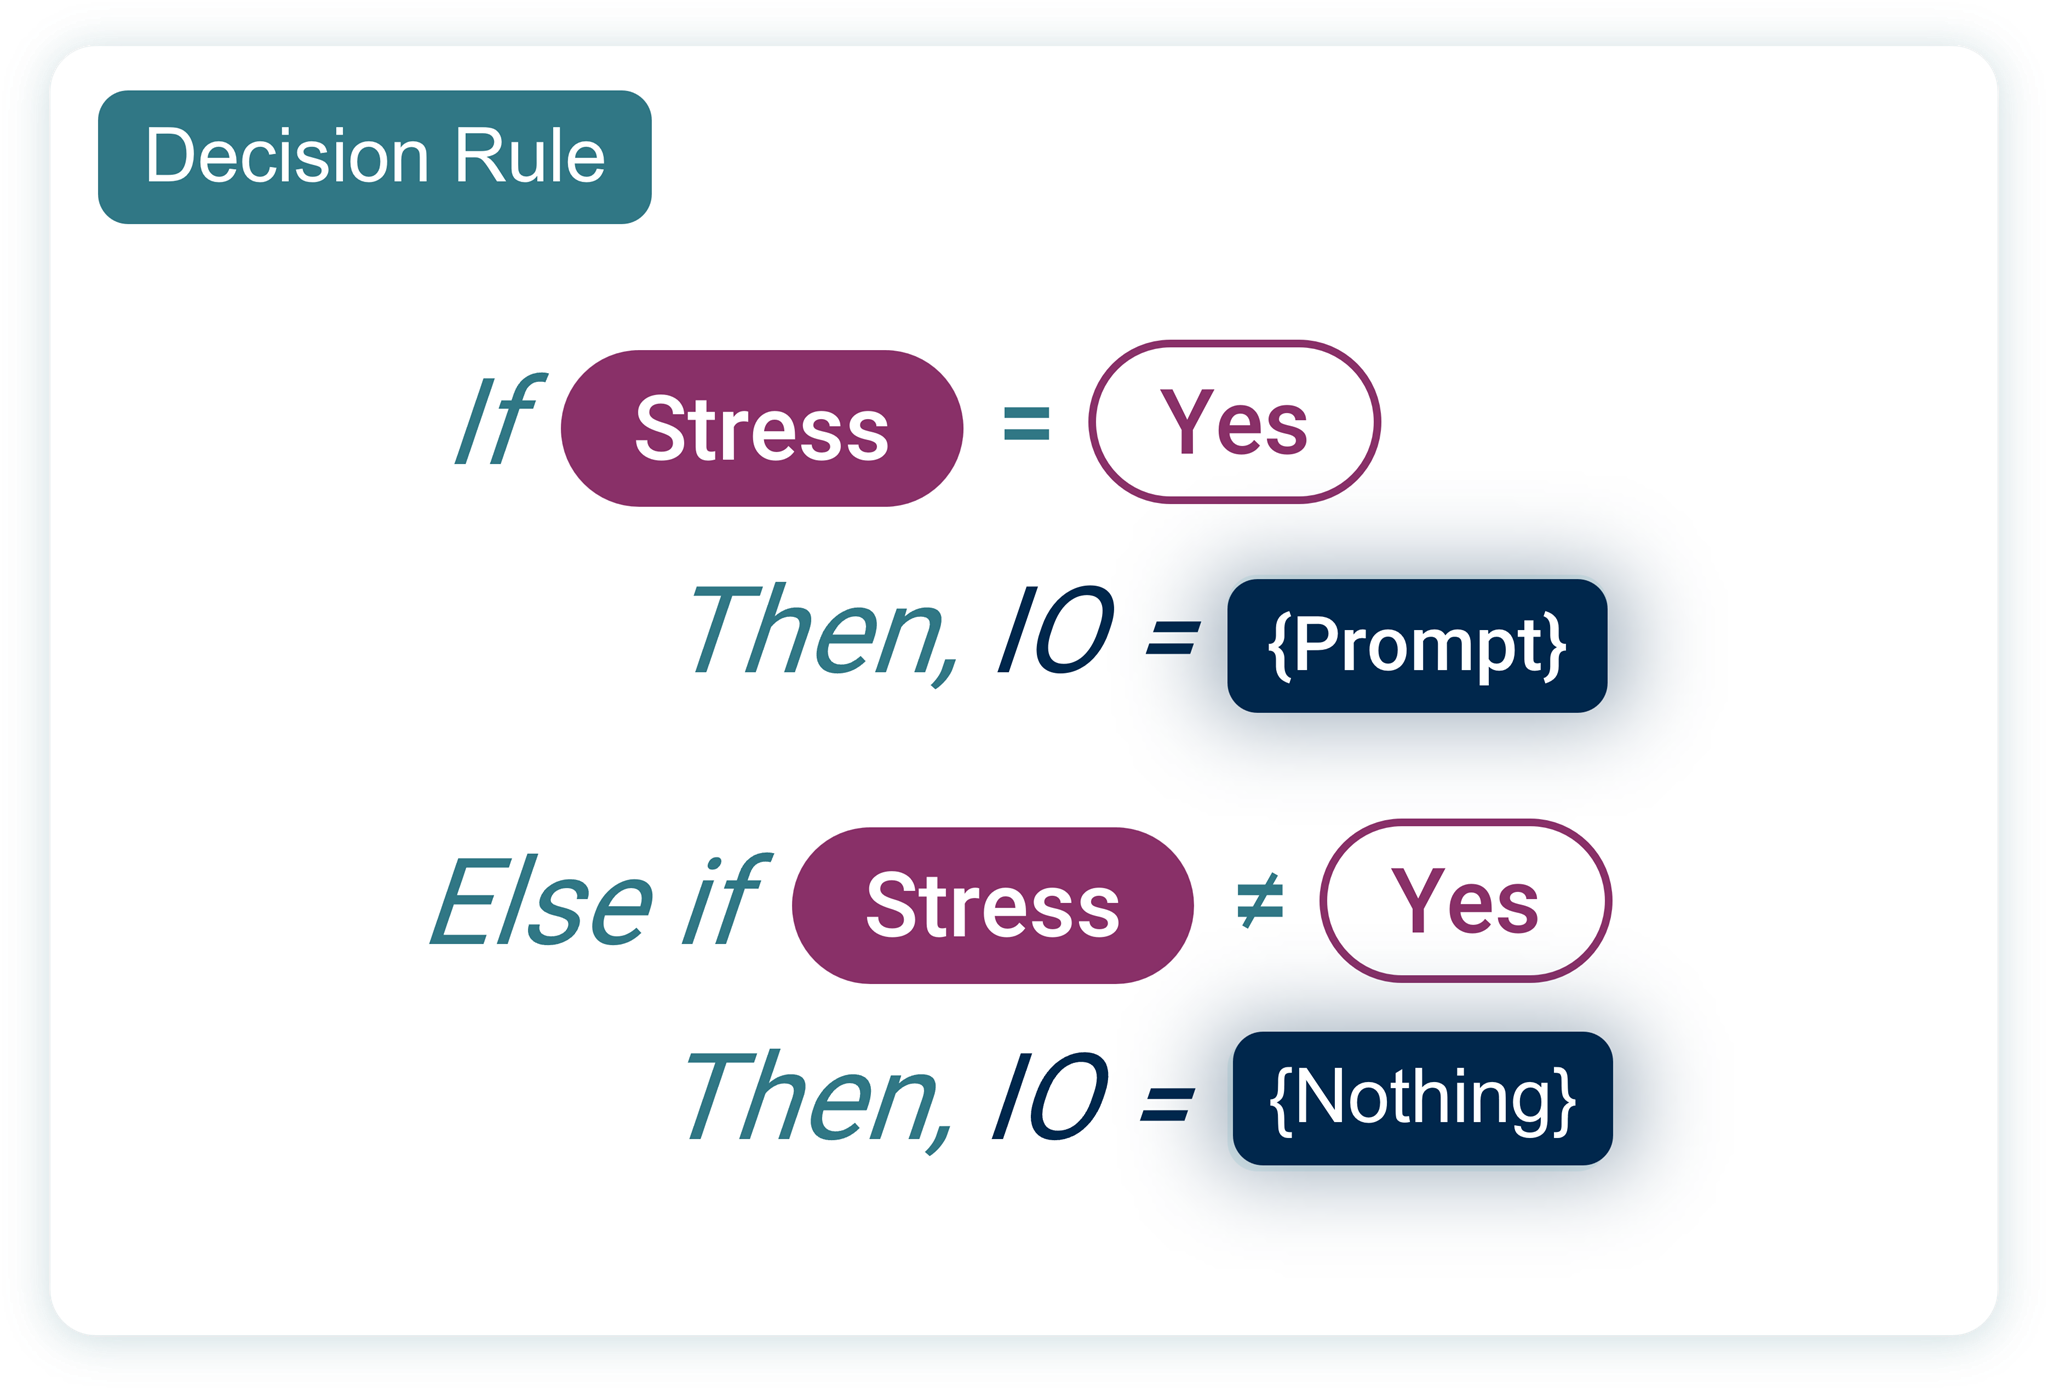 Decision Rule
If Stress = Yes
Then, IO = {Prompt}
Else if Stress ≠ Yes
Then, IO = {Nothing}